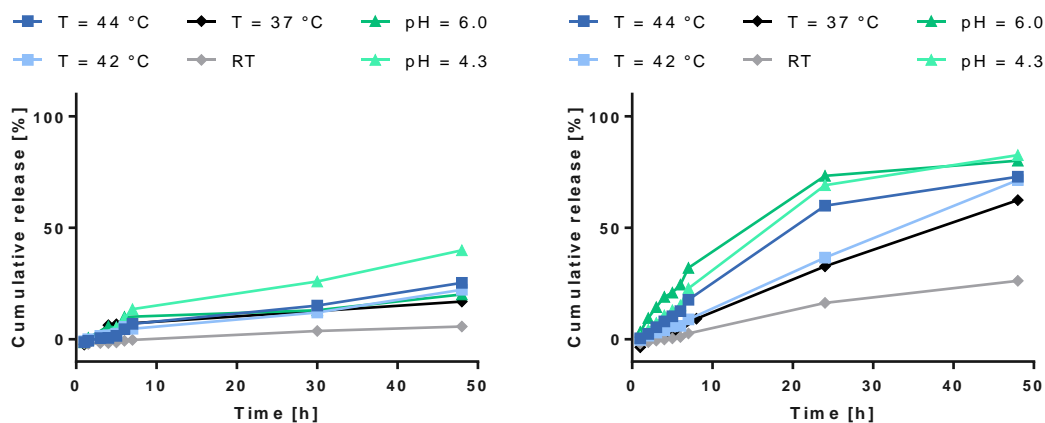 T = 44 °C T = 37 °C pH = 6.0
T = 42 °C RT pH = 4.3
Cumulative release [%]
100
50
0
0 10 20 30 40 50
Time [h]
T = 44 °C T = 37 °C pH = 6.0
T = 42 °C RT pH = 4.3
Cumulative release [%]
100
50
0
0 10 20 30 40 50
Time [h]